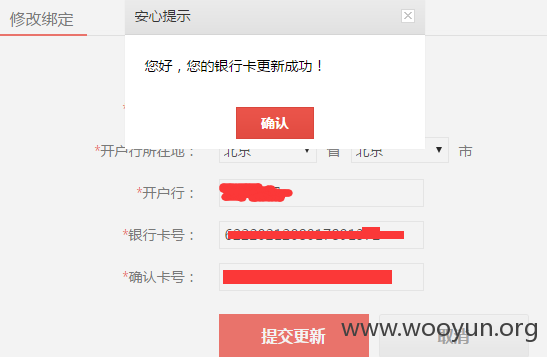 修改绑定
安心提示
您好，您的银行卡更新成功！
确认
*
*开户行所在地： 北京 省 北京 市
*开户行：
*银行卡号：
*确认卡号：
提交更新 取消
www.wooyun.org